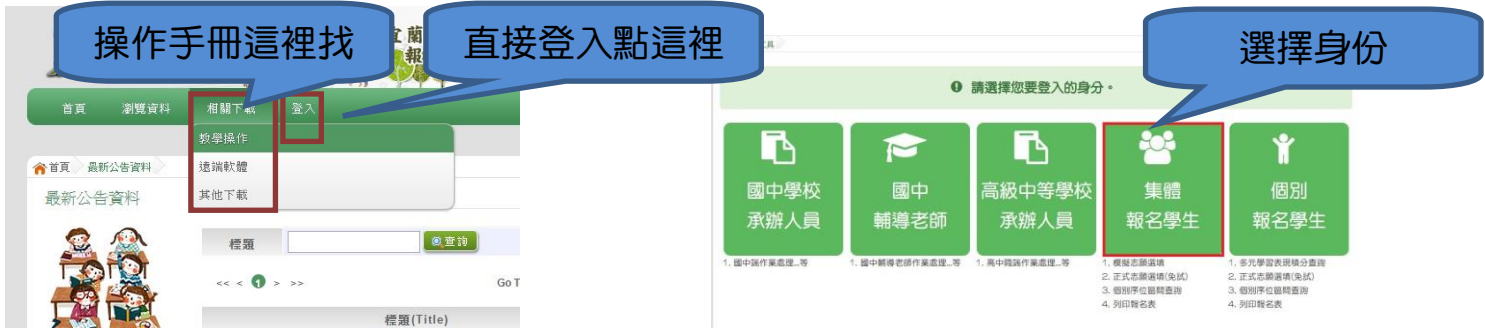 操作手冊這裡找
直接登入點這裡
選擇身份
宜蘭
報
首頁
瀏覽資料
相關下載
登入
教學操作
遠端軟體
其他下載
首頁
最新公告資料
最新公告資料
標題
查詢
<< < 1 > >>
Go T
標題(Title)
請選擇您要登入的身分。
國中學校
承辦人員
1. 國中端作業處理...等
國中
輔導老師
1. 國中輔導老師作業處理...等
高級中等學校
承辦人員
1. 高中職端作業處理...等
集體
報名學生
1. 模擬志願選填
2. 正式志願選填(免試)
3. 個別序位區間查詢
4. 列印報名表
個別
報名學生
1. 多元學習表現積分查詢
2. 正式志願選填(免試)
3. 個別序位區間查詢
4. 列印報名表